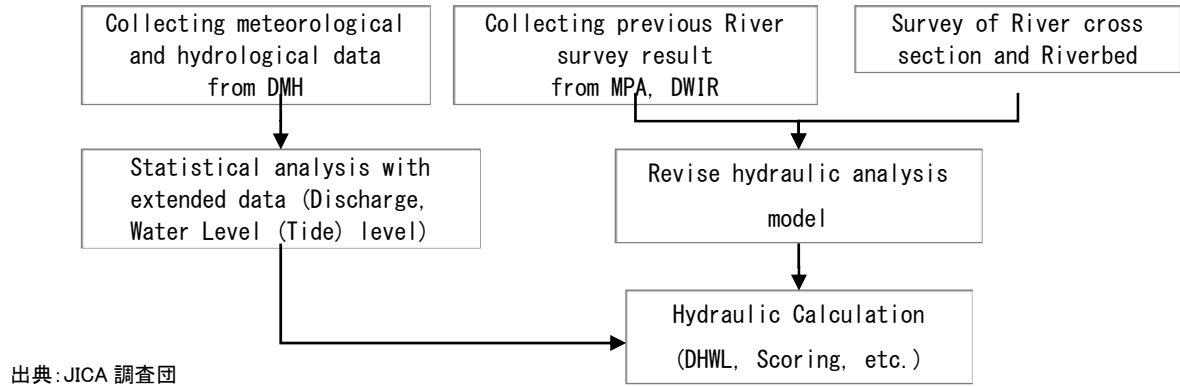 Collecting meteorological
and hydrological data
from DMH
Collecting previous River
survey result
from MPA, DWIR
Survey of River cross
section and Riverbed
Statistical analysis with
extended data (Discharge,
Water Level (Tide) level)
Revise hydraulic analysis
model
Hydraulic Calculation
(DHWL, Scoring, etc.)
出典：JICA 調査団